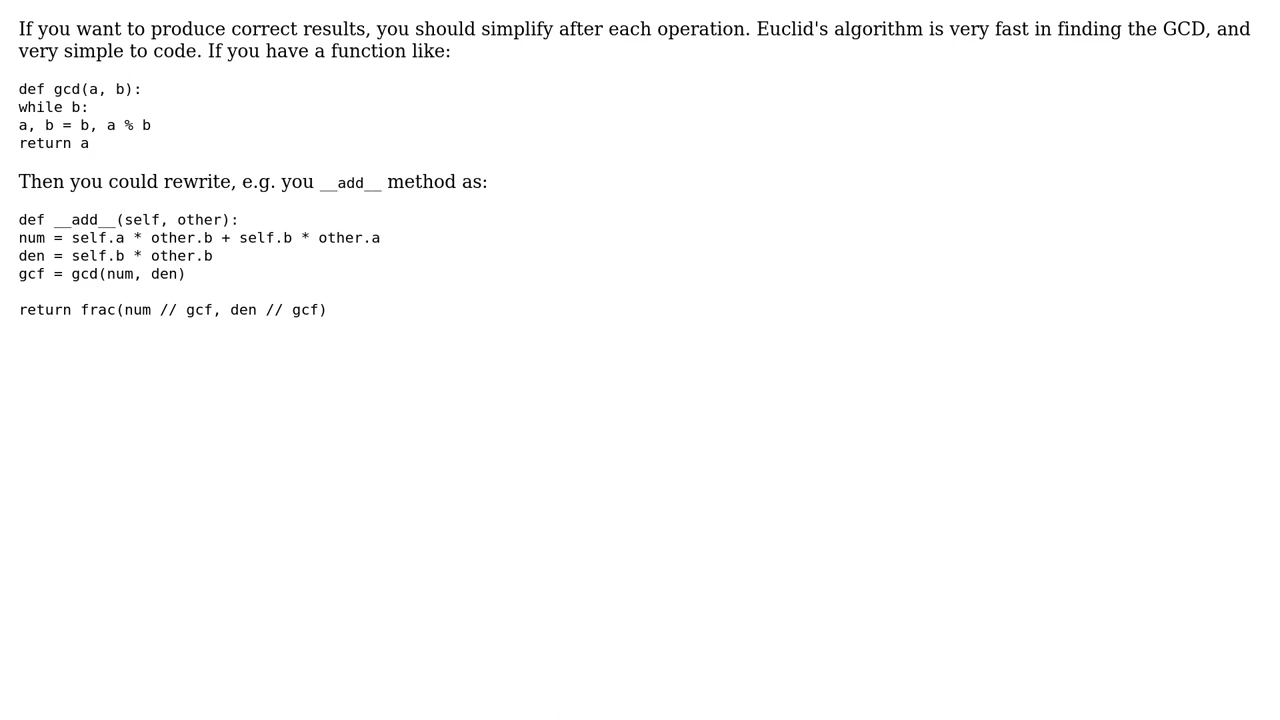 If you want to produce correct results, you should simplify after each operation. Euclid's algorithm is very fast in finding the GCD, and
very simple to code. If you have a function like:
def gcd(a, b):
while b:
a, b = b, a % b
return a
Then you could rewrite, e.g. you __add__ method as:
def __add__(self, other):
num = self.a * other.b + self.b * other.a
den = self.b * other.b
gcf = gcd(num, den)
return frac(num // gcf, den // gcf)